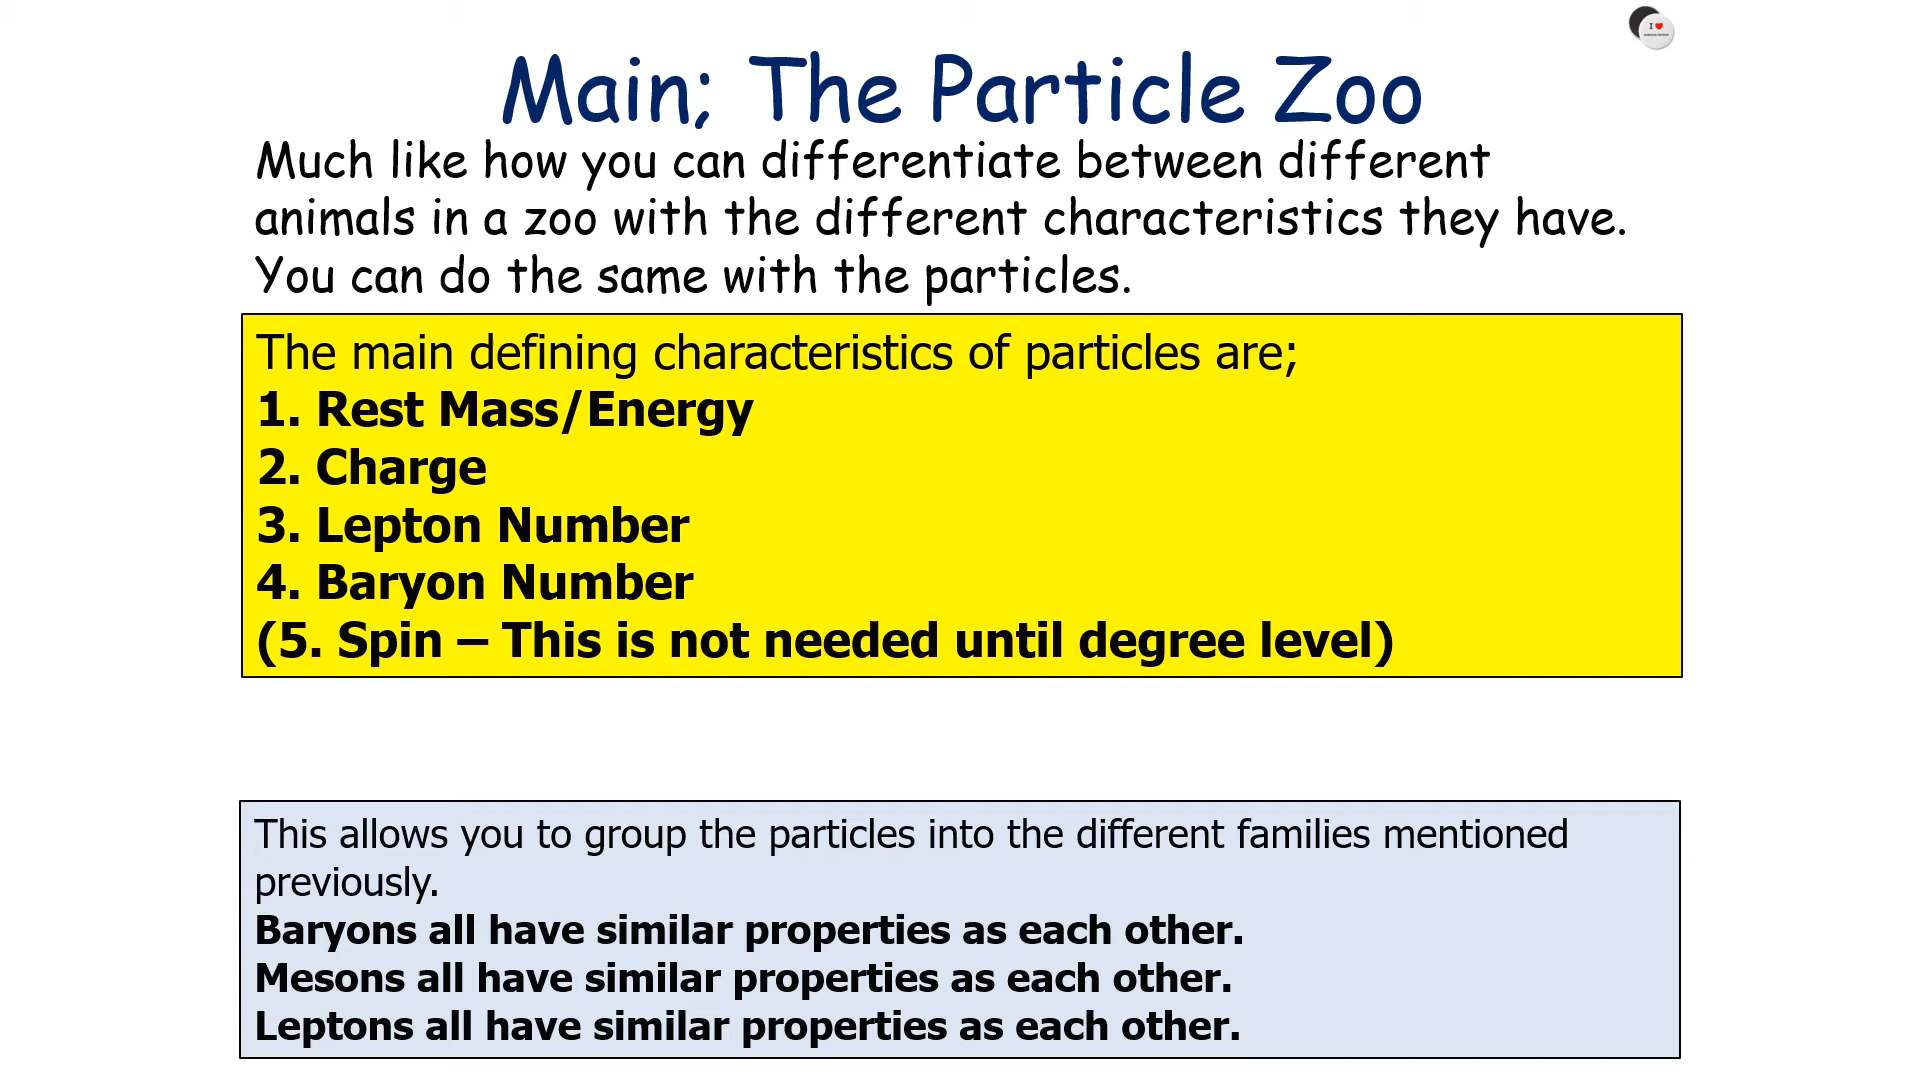 Main; The Particle Zoo
Much like how you can differentiate between different
animals in a zoo with the different characteristics they have.
You can do the same with the particles.
The main defining characteristics of particles are;
1. Rest Mass/Energy
2. Charge
3. Lepton Number
4. Baryon Number
(5. Spin – This is not needed until degree level)
This allows you to group the particles into the different families mentioned
previously.
Baryons all have similar properties as each other.
Mesons all have similar properties as each other.
Leptons all have similar properties as each other.